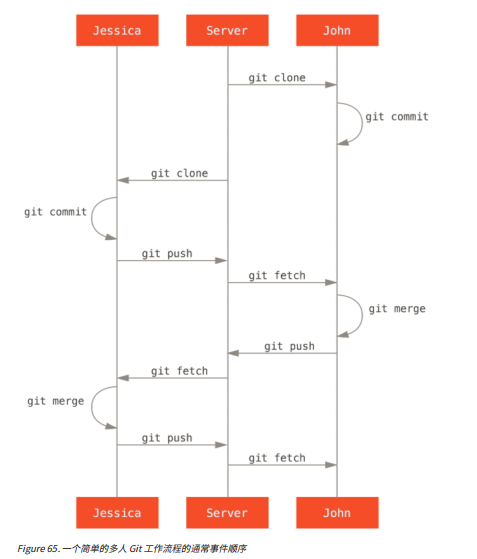 Jessica Server John
git clone
git commit
git clone
git commit
git push
git fetch
git merge
git push
git fetch
git merge
git push
git fetch
Jessica Server John
Figure 65. 一个简单的多人 Git 工作流程的通常事件顺序